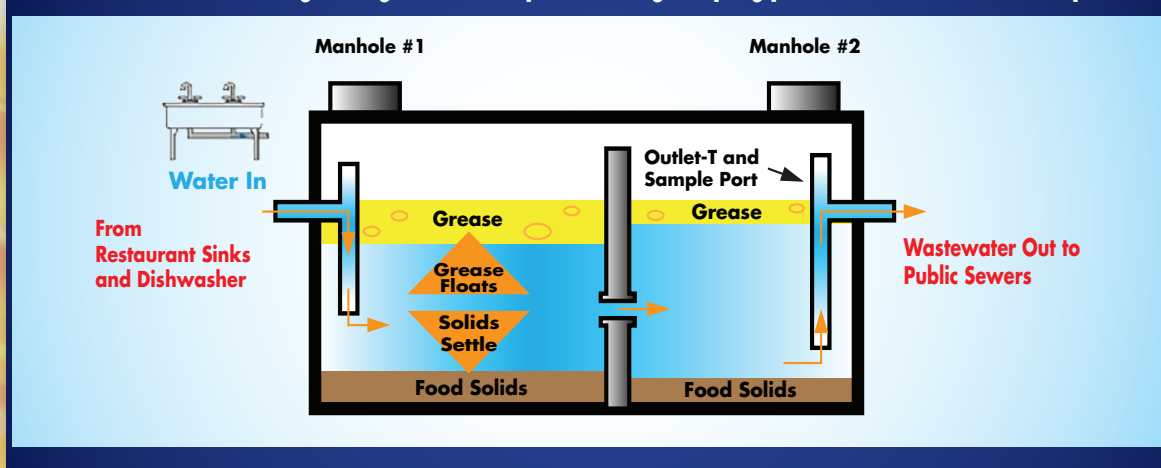 Manhole #1
Manhole #2
Water In
From
Restaurant Sinks
and Dishwasher
Outlet-T and
Sample Port
Grease
Grease
Grease
Floats
Solids
Settle
Wastewater Out to
Public Sewers
Food Solids
Food Solids